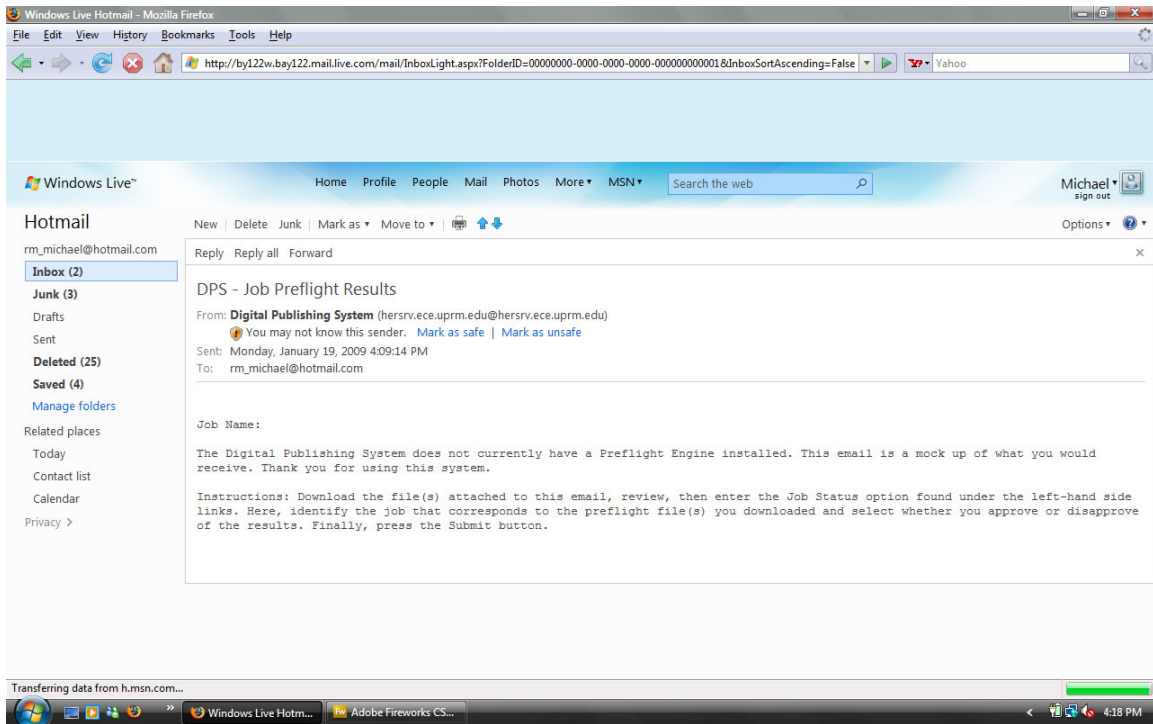 Windows Live Hotmail - Mozilla Firefox
File Edit View History Bookmarks Tools Help
http://by122w.bay122.mail.live.com/mail/InboxLight.aspx?FolderID=00000000-0000-0000-0000-000000000001&InboxSortAscending=False Yahoo
Windows Live™ Home Profile People Mail Photos More MSN Search the web Michael
sign out
Hotmail New | Delete Junk | Mark as Move to Options
rm_michael@hotmail.com Reply Reply all Forward
Inbox (2)
Junk (3)
Drafts
Sent
Deleted (25)
Saved (4)
Manage folders
Related places
Today
Contact list
Calendar
Privacy
DPS - Job Preflight Results
From: Digital Publishing System (hersrv.ece.uprm.edu@hersrv.ece.uprm.edu)
You may not know this sender. Mark as safe | Mark as unsafe
Sent: Monday, January 19, 2009 4:09:14 PM
To: rm_michael@hotmail.com
Job Name:
The Digital Publishing System does not currently have a Preflight Engine installed. This email is a mock up of what you would
receive. Thank you for using this system.
Instructions: Download the file(s) attached to this email, review, then enter the Job Status option found under the left-hand side
links. Here, identify the job that corresponds to the preflight file(s) you downloaded and select whether you approve or disapprove
of the results. Finally, press the Submit button.
Transferring data from h.msn.com...
Windows Live Hotm... Fw Adobe Fireworks CS... 4:18 PM